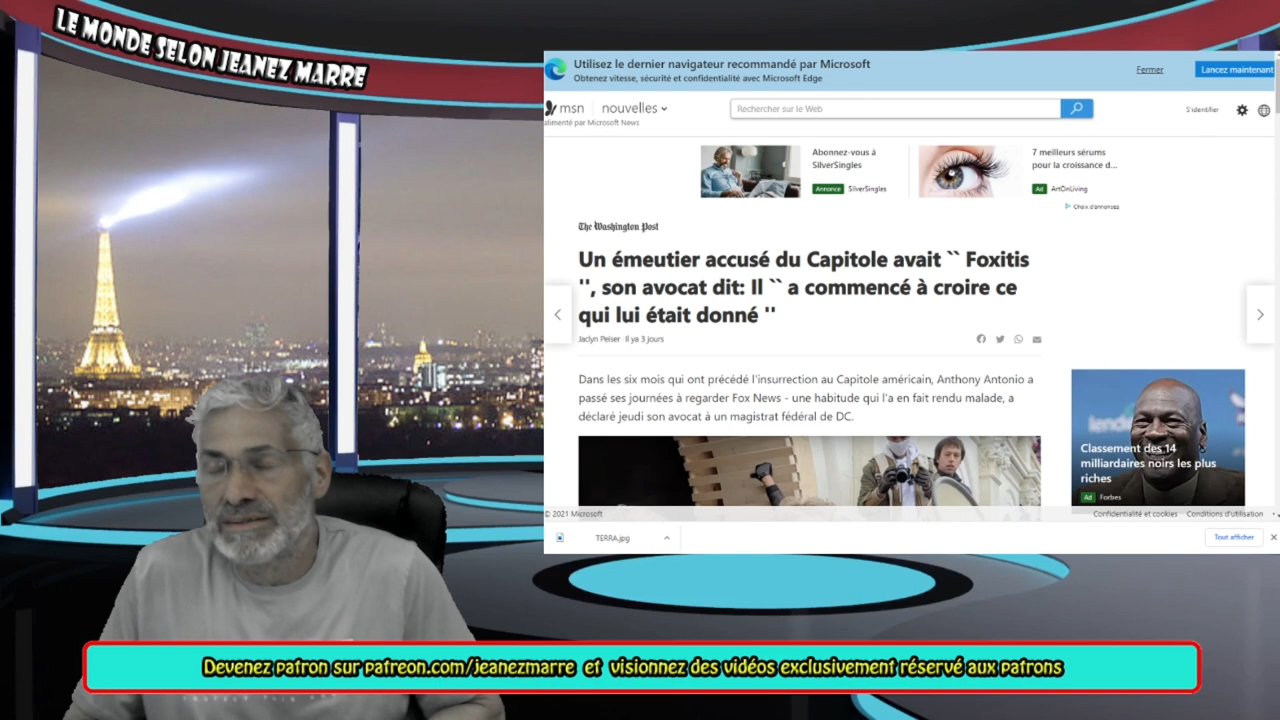 LE MONDE SELON JEANEZ MARRE
Utilisez le dernier navigateur recommandé par Microsoft
Obtenez vitesse, sécurité et confidentialité avec Microsoft Edge
Fermer
Lancez maintenant
msn
nouvelles
alimenté par Microsoft News
Rechercher sur le Web
S'identifier
Abonnez-vous à
SilverSingles
Annonce SilverSingles
7 meilleurs sérums
pour la croissance d...
Ad ArtOnLiving
Choix d'annonces
The Washington Post
Un émeutier accusé du Capitole avait `` Foxitis
'', son avocat dit: Il `` a commencé à croire ce
qui lui était donné ''
Jaclyn Peiser Il ya 3 jours
Dans les six mois qui ont précédé l'insurrection au Capitole américain, Anthony Antonio a
passé ses journées à regarder Fox News - une habitude qui l'a en fait rendu malade, a
déclaré jeudi son avocat à un magistrat fédéral de DC.
Classement des 14
milliardaires noirs les plus
riches
Ad Forbes
© 2021 Microsoft
Confidentialité et cookies
Conditions d'utilisation
TERRA.jpg
Tout afficher
Devenez patron sur patreon.com/jeanezmarre et visionnez des vidéos exclusivement réservé aux patrons